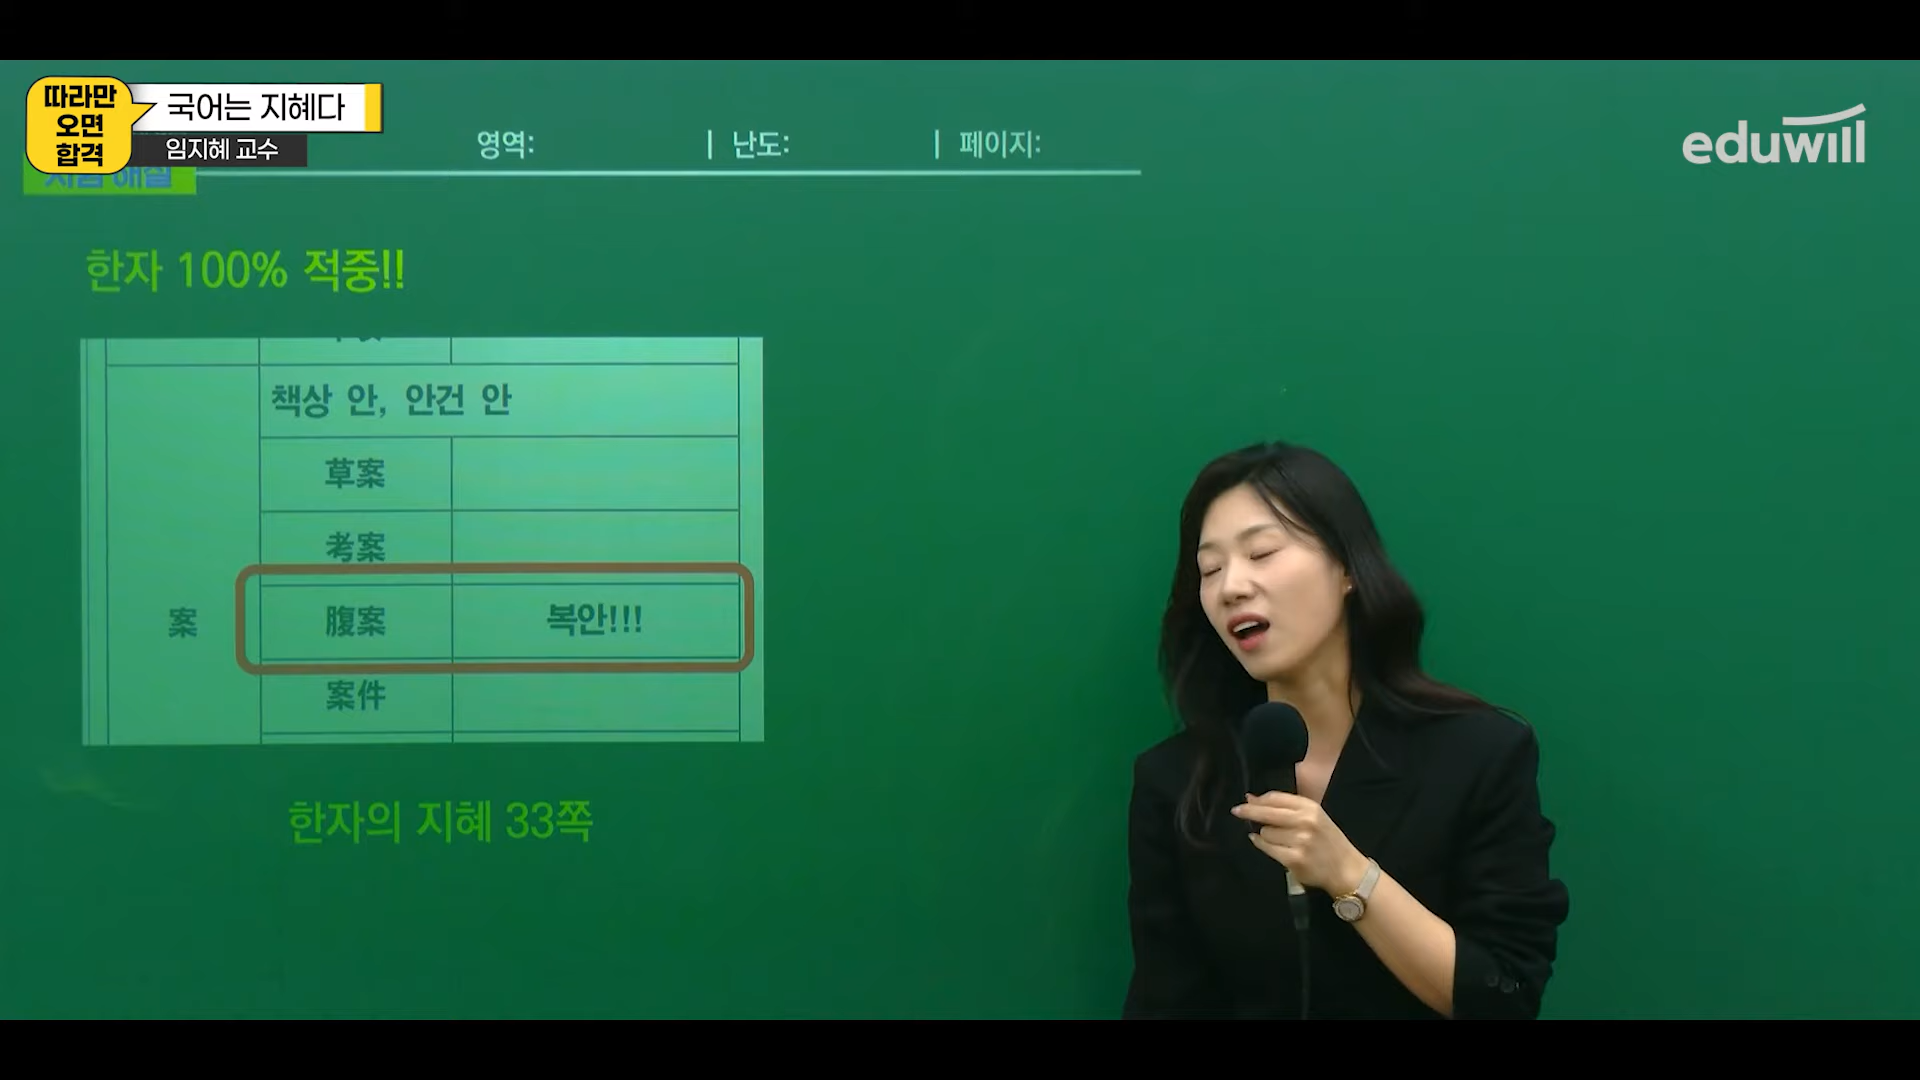 따라만
오면
합격
국어는 지혜다
임지혜 교수
영역:
| 난도:
| 페이지:
eduwill
한자 100% 적중!!
책상 안, 안건 안
草案
考案
案
腹案
복안!!!
案件
한자의 지혜 33쪽